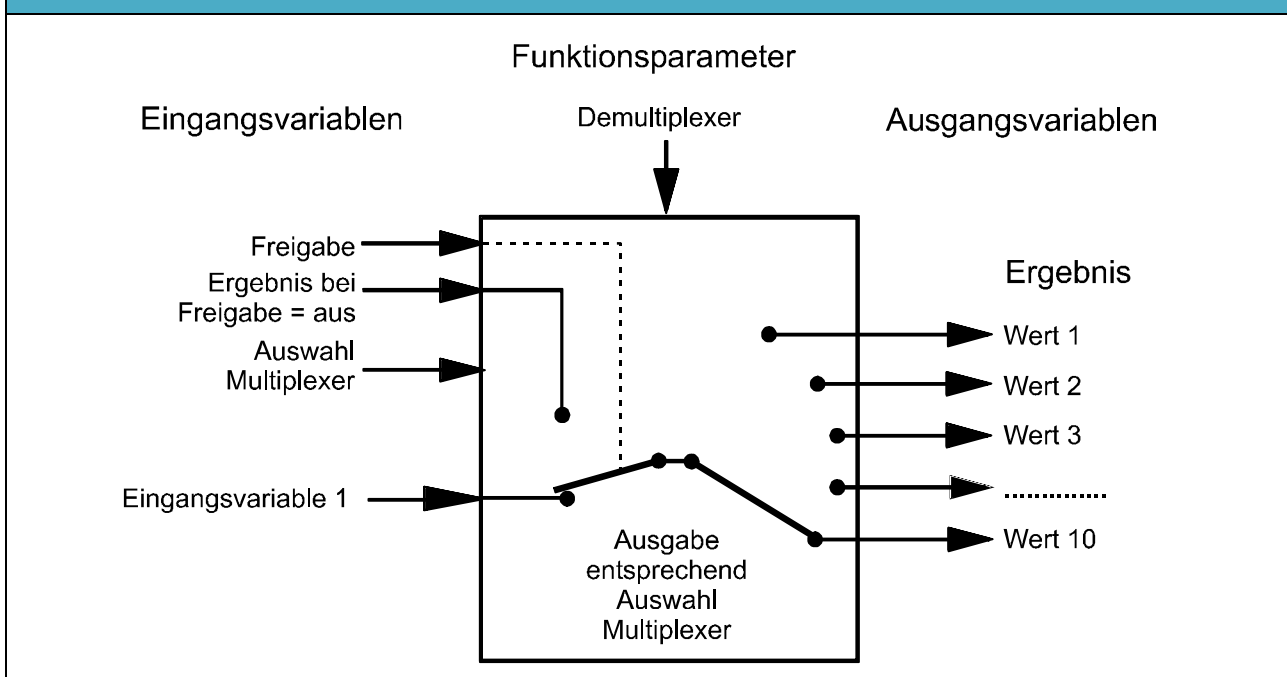 Funktionsparameter
Eingangsvariablen
Demultiplexer
Ausgangsvariablen
Freigabe
Ergebnis bei
Freigabe = aus
Auswahl
Multiplexer
Eingangsvariable 1
Ausgabe
entsprechend
Auswahl
Multiplexer
Ergebnis
Wert 1
Wert 2
Wert 3
..............
Wert 10